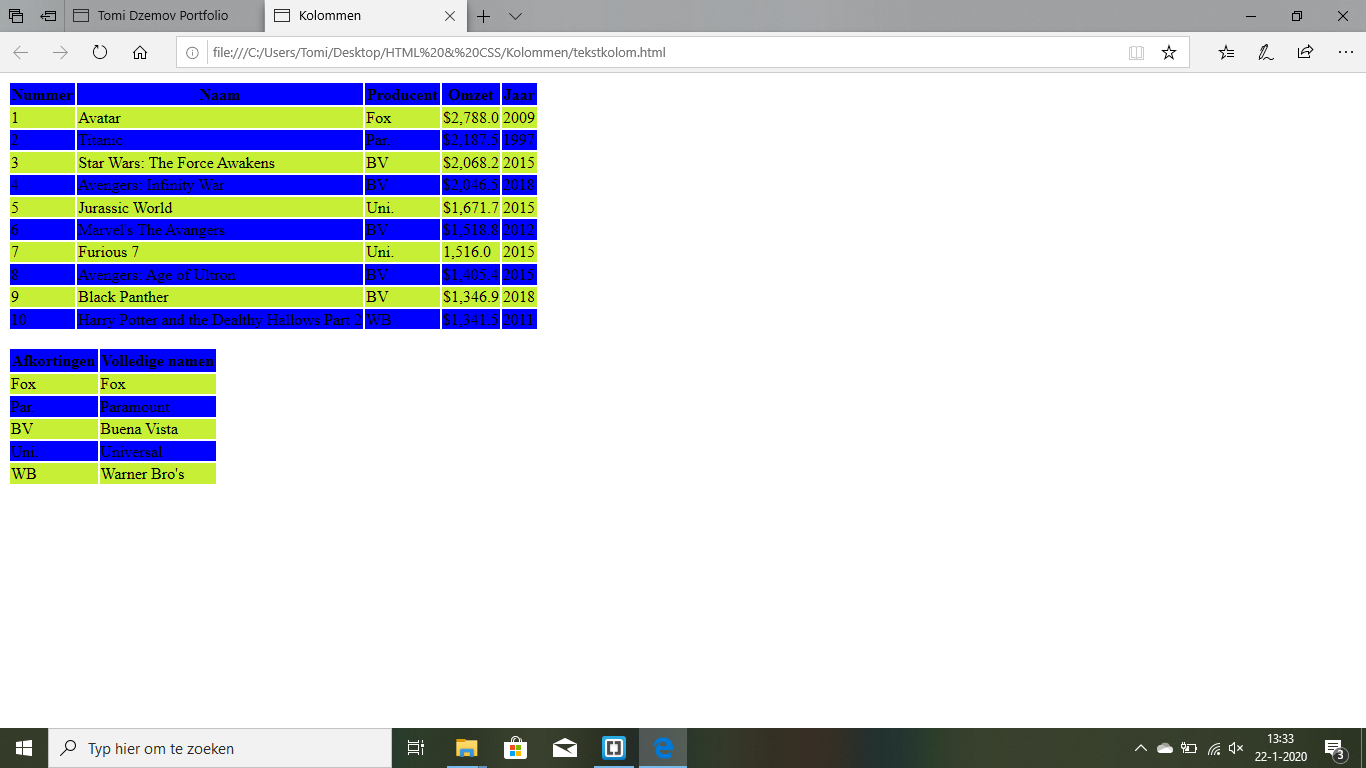 Tomi Dzemov Portfolio
Kolommen
file:///C:/Users/Tomi/Desktop/HTML%20&%20CSS/Kolommen/tekstkolom.html
Nummer Naam Producent Omzet Jaar
1 Avatar Fox $2,788.0 2009
2 Titanic Par. $2,187.5 1997
3 Star Wars: The Force Awakens BV $2,068.2 2015
4 Avengers: Infinity War BV $2,046.5 2018
5 Jurassic World Uni. $1,671.7 2015
6 Marvel's The Avangers BV $1,518.8 2012
7 Furious 7 Uni. 1,516.0 2015
8 Avengers: Age of Ultron BV $1,405.4 2015
9 Black Panther BV $1,346.9 2018
10 Harry Potter and the Dealthy Hallows Part 2 WB $1,341.5 2011
Afkortingen Volledige namen
Fox Fox
Par. Paramount
BV Buena Vista
Uni. Universal
WB Warner Bro's
Typ hier om te zoeken
13:33
22-1-2020
3